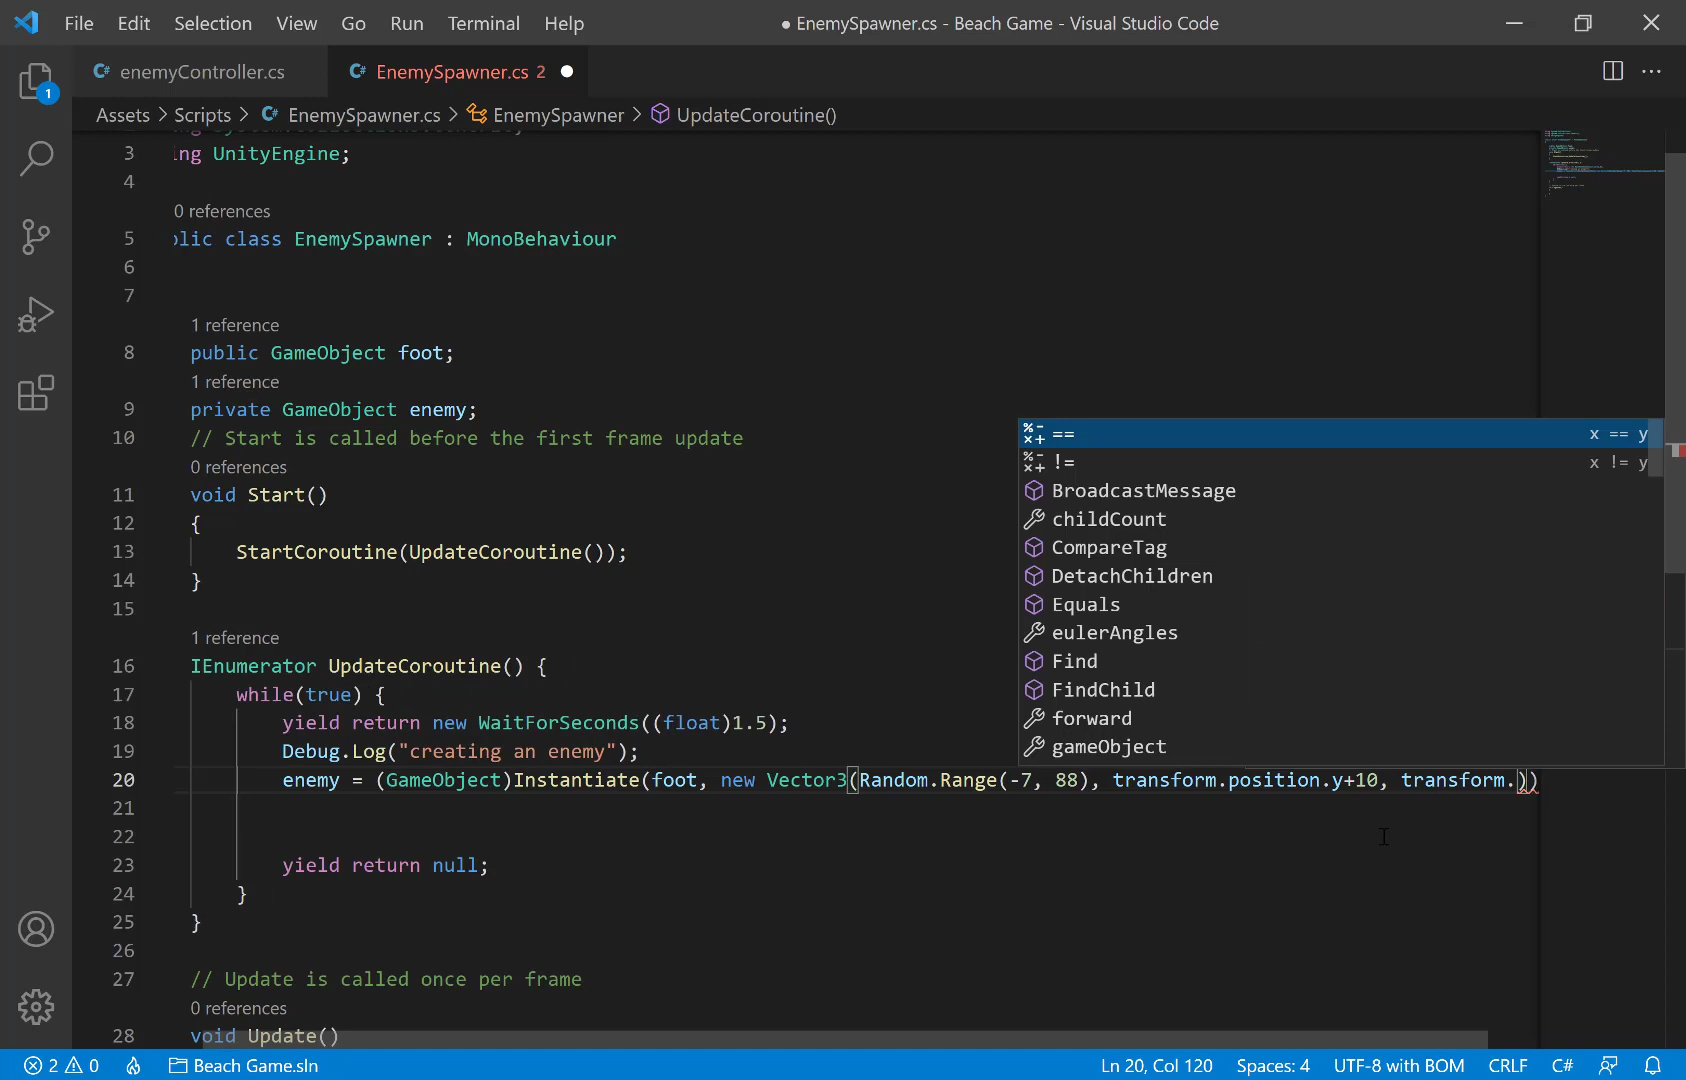 File Edit Selection View Go Run Terminal Help ● EnemySpawner.cs - Beach Game - Visual Studio Code
C# enemyController.cs C# EnemySpawner.cs 2
Assets > Scripts > C# EnemySpawner.cs > EnemySpawner > UpdateCoroutine()
1
3 ing UnityEngine;
4
0 references
5 blic class EnemySpawner : MonoBehaviour
6
7
1 reference
8 public GameObject foot;
1 reference
9 private GameObject enemy;
10 // Start is called before the first frame update
0 references
11 void Start()
12 {
13 StartCoroutine(UpdateCoroutine());
14 }
15
1 reference
16 IEnumerator UpdateCoroutine() {
17 while(true) {
18 yield return new WaitForSeconds((float)1.5);
19 Debug.Log("creating an enemy");
20 enemy = (GameObject)Instantiate(foot, new Vector3(Random.Range(-7, 88), transform.position.y+10, transform.))
21
22
23 yield return null;
24 }
25 }
26
27 // Update is called once per frame
0 references
28 void Update()
== x == y
!= x != y
BroadcastMessage
childCount
CompareTag
DetachChildren
Equals
eulerAngles
Find
FindChild
forward
gameObject
2 0 Beach Game.sln Ln 20, Col 120 Spaces: 4 UTF-8 with BOM CRLF C#